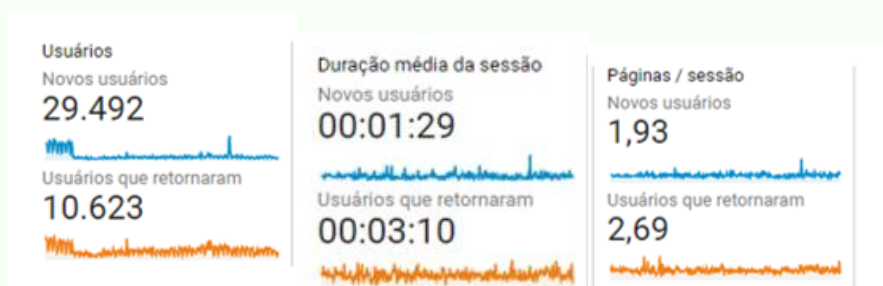 Usuários
Novos usuários
29.492
Usuários que retornaram
10.623
Duração média da sessão
Novos usuários
00:01:29
Usuários que retornaram
00:03:10
Páginas / sessão
Novos usuários
1,93
Usuários que retornaram
2,69